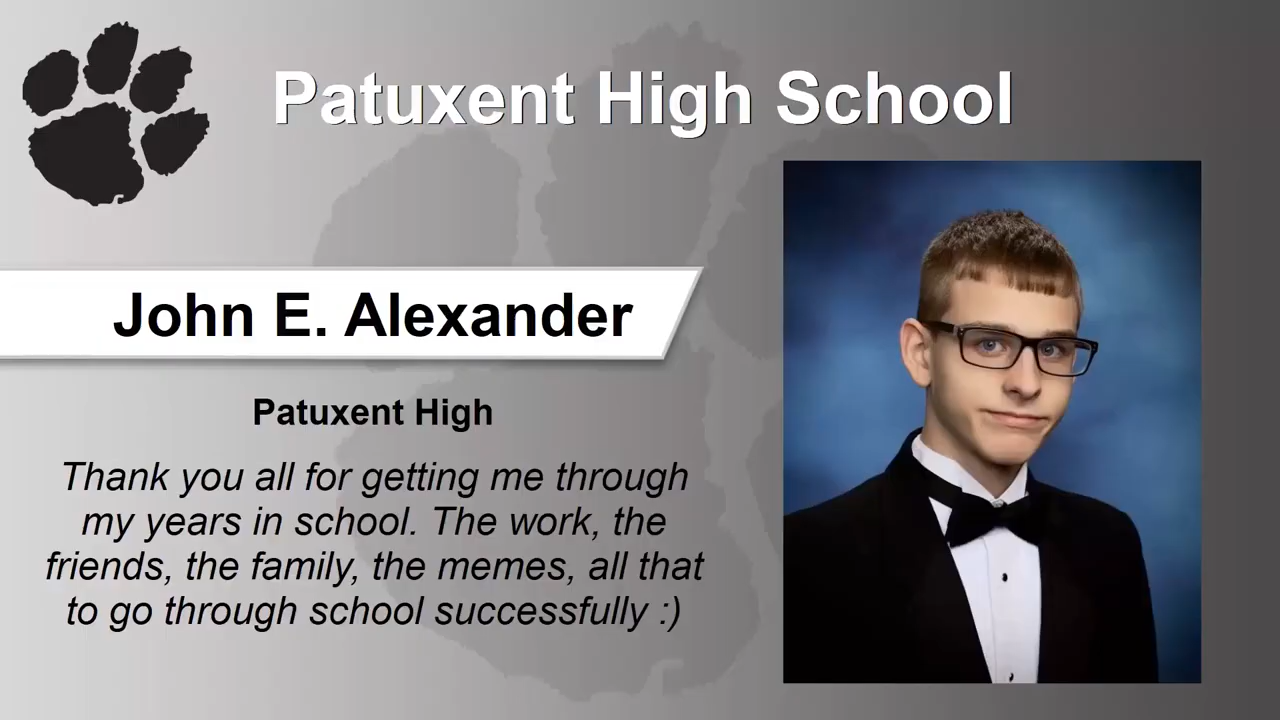 Patuxent High School
John E. Alexander
Patuxent High
Thank you all for getting me through
my years in school. The work, the
friends, the family, the memes, all that
to go through school successfully :)